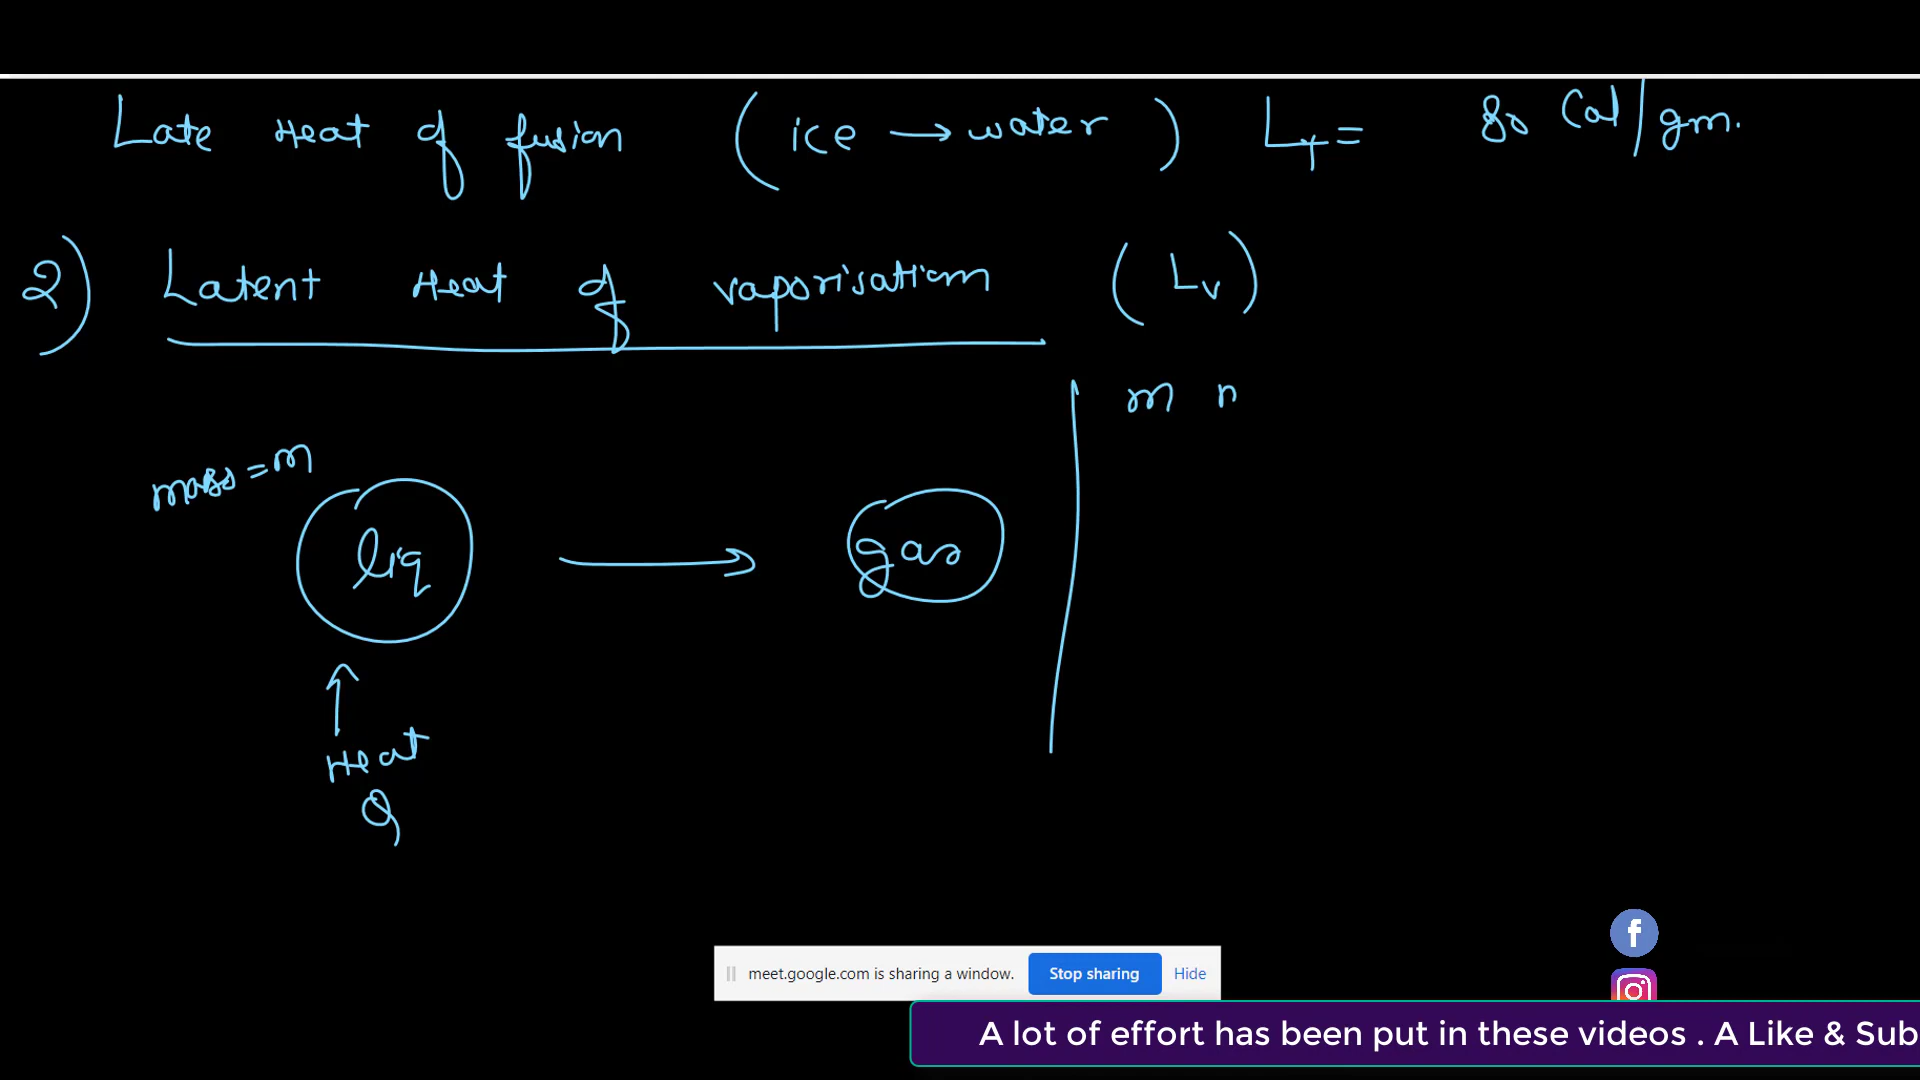 Late Heat of fusion (ice → water) Lf = 80 Cal/gm.
2) Latent Heat of vaporisation (Lv)
m n
mass = m
liq → gas
Heat
Q
meet.google.com is sharing a window. Stop sharing Hide
A lot of effort has been put in these videos . A Like & Sub